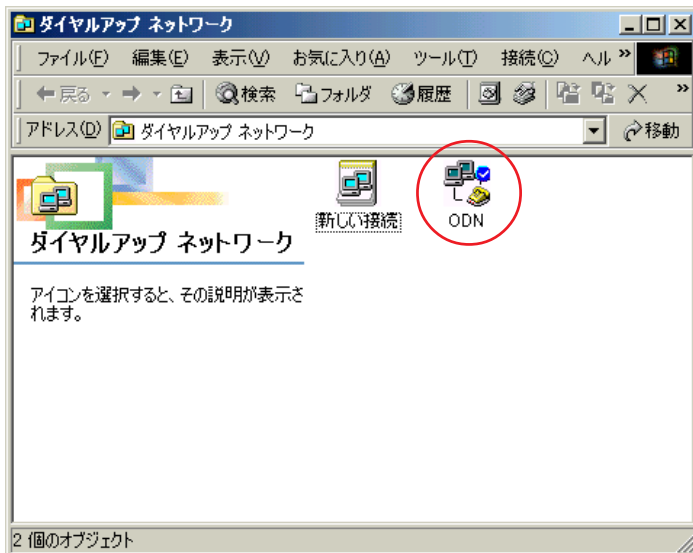 ダイヤルアップ ネットワーク
ファイル(F) 編集(E) 表示(V) お気に入り(A) ツール(T) 接続(C) ヘル »
戻る 検索 フォルダ 履歴 »
アドレス(D) ダイヤルアップ ネットワーク 移動
新しい接続 ODN
ダイヤルアップ ネットワーク
アイコンを選択すると、その説明が表示さ
れます。
2 個のオブジェクト